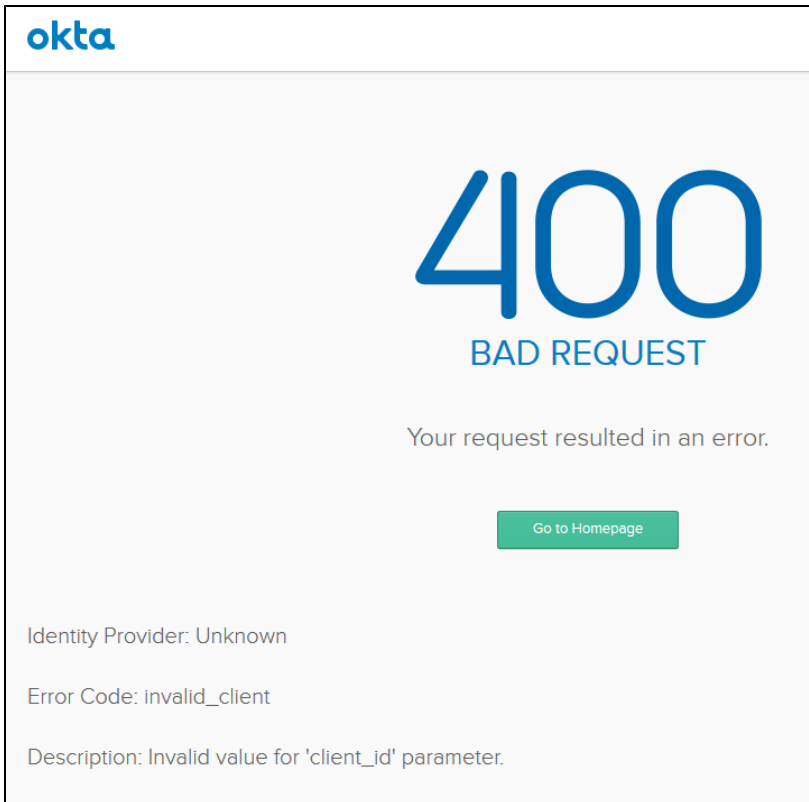 okta
400
BAD REQUEST
Your request resulted in an error.
Go to Homepage
Identity Provider: Unknown
Error Code: invalid_client
Description: Invalid value for 'client_id' parameter.